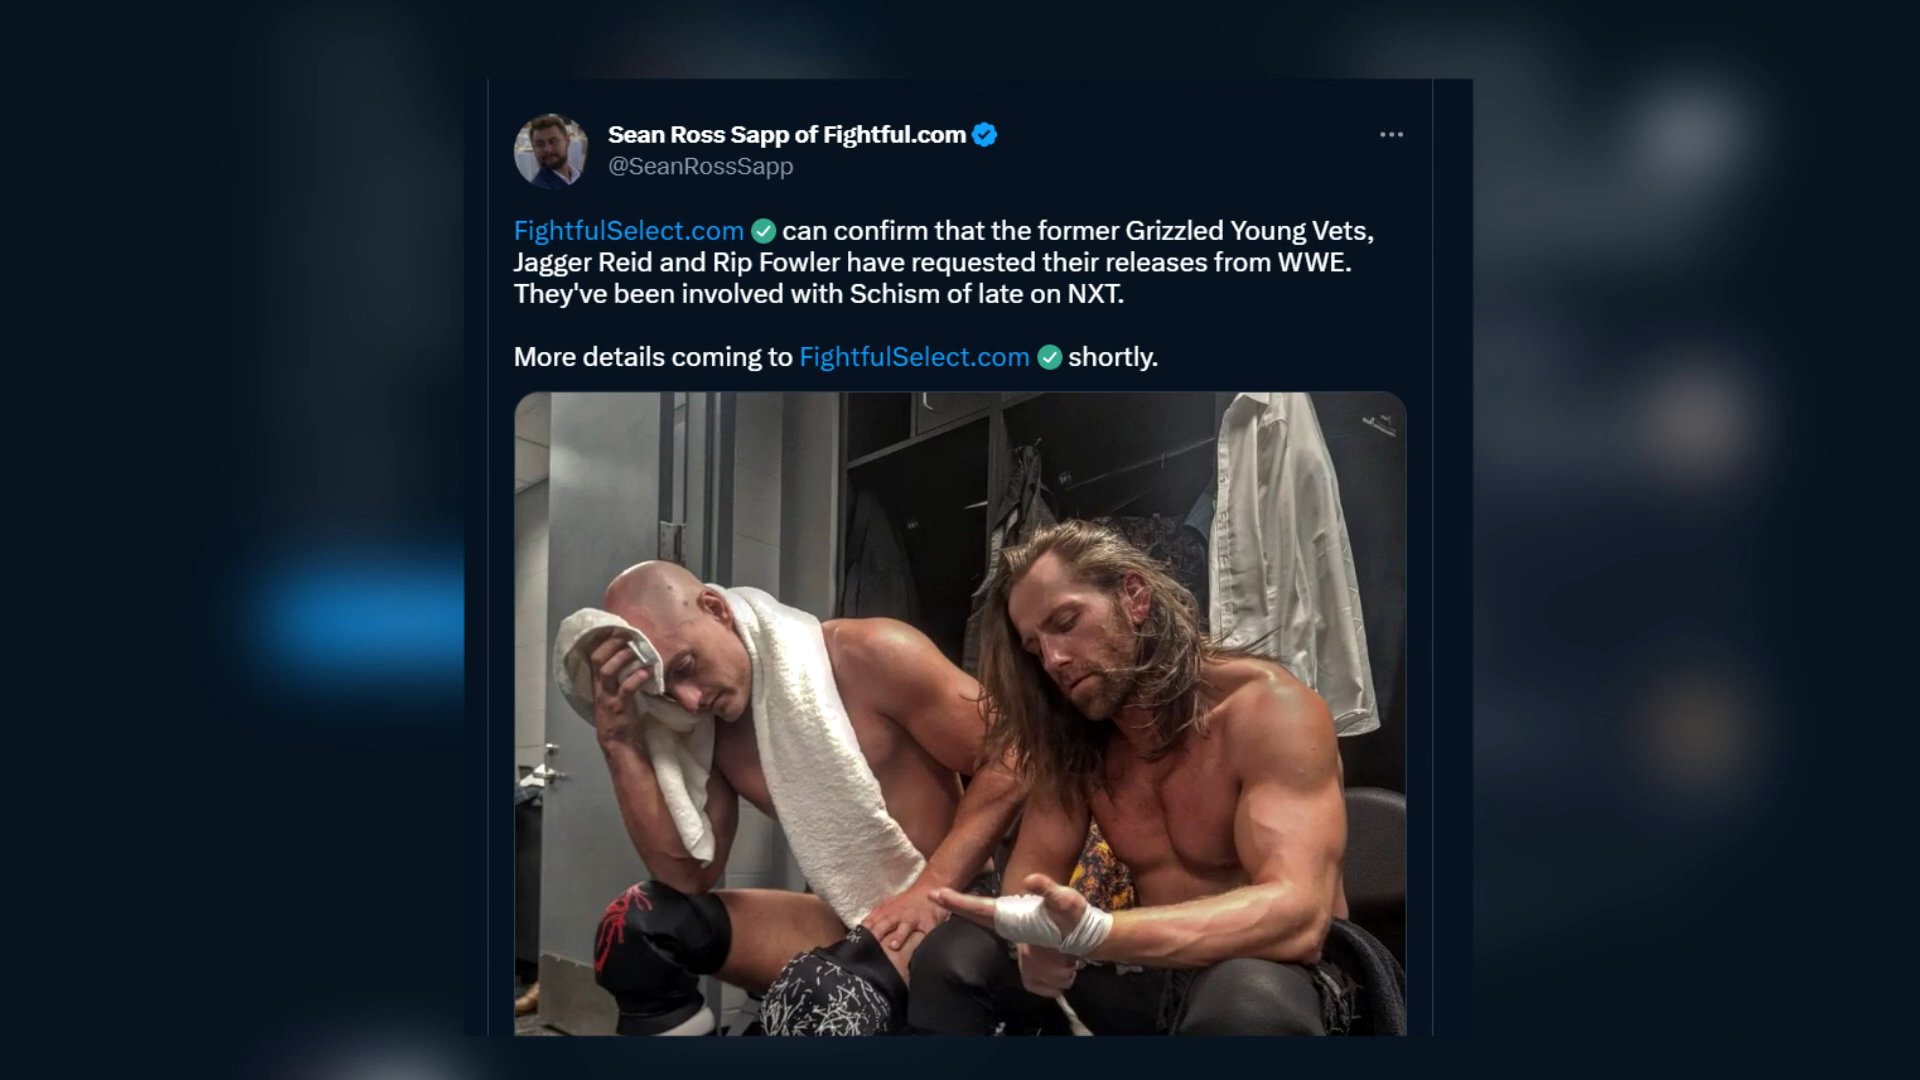 Sean Ross Sapp of Fightful.com
@SeanRossSapp
FightfulSelect.com can confirm that the former Grizzled Young Vets,
Jagger Reid and Rip Fowler have requested their releases from WWE.
They've been involved with Schism of late on NXT.
More details coming to FightfulSelect.com shortly.